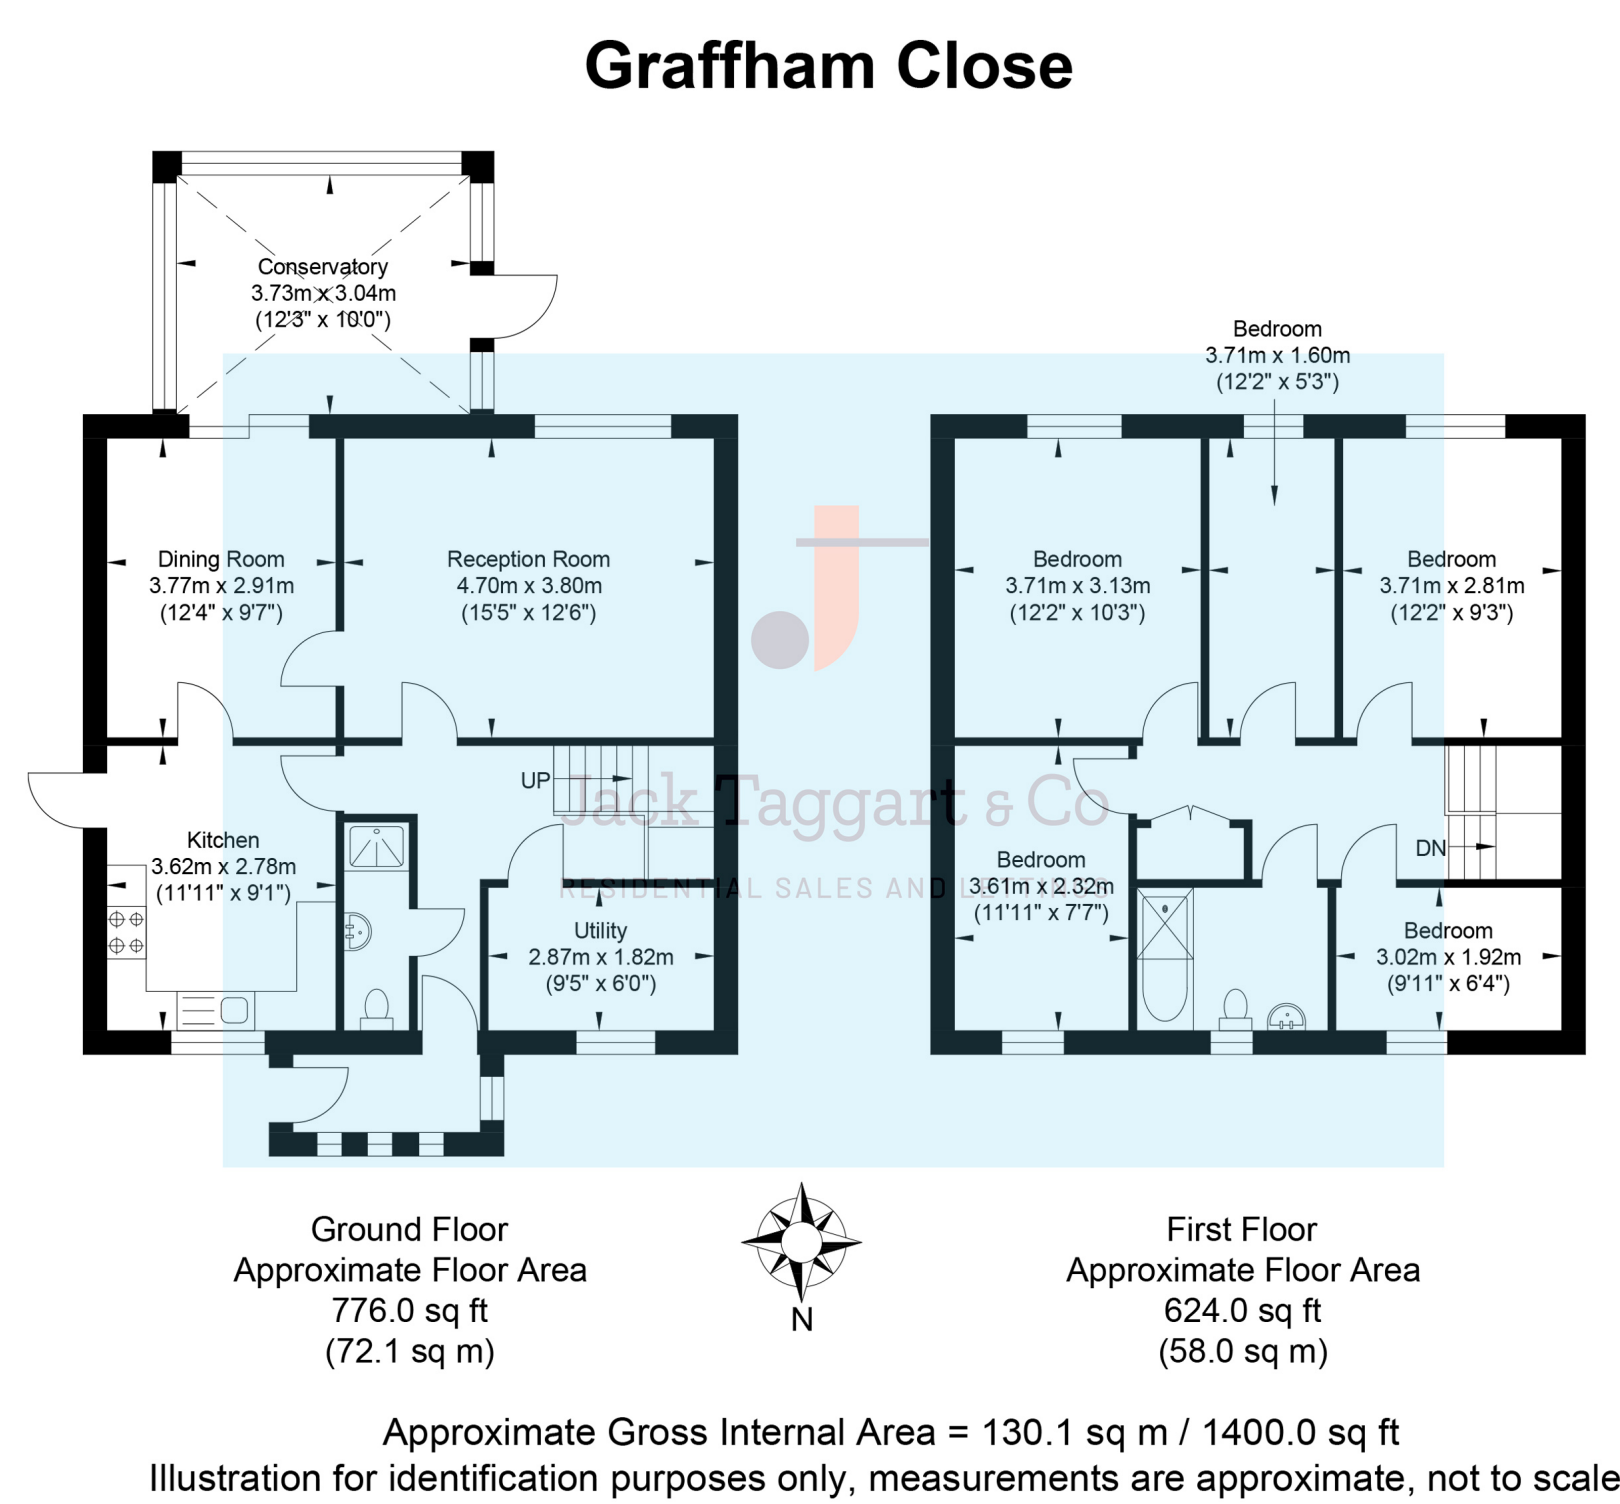 Graffham Close
Conservatory
3.73m x 3.04m
(12'3" x 10'0")
Dining Room
3.77m x 2.91m
(12'4" x 9'7")
Reception Room
4.70m x 3.80m
(15'5" x 12'6")
UP
Kitchen
3.62m x 2.78m
(11'11" x 9'1")
Utility
2.87m x 1.82m
(9'5" x 6'0")
Bedroom
3.71m x 1.60m
(12'2" x 5'3")
Bedroom
3.71m x 3.13m
(12'2" x 10'3")
Bedroom
3.71m x 2.81m
(12'2" x 9'3")
Bedroom
3.61m x 2.32m
(11'11" x 7'7")
DN
Bedroom
3.02m x 1.92m
(9'11" x 6'4")
Jack Taggart & Co
RESIDENTIAL SALES AND LETTINGS
Ground Floor
Approximate Floor Area
776.0 sq ft
(72.1 sq m)
N
First Floor
Approximate Floor Area
624.0 sq ft
(58.0 sq m)
Approximate Gross Internal Area = 130.1 sq m / 1400.0 sq ft
Illustration for identification purposes only, measurements are approximate, not to scale